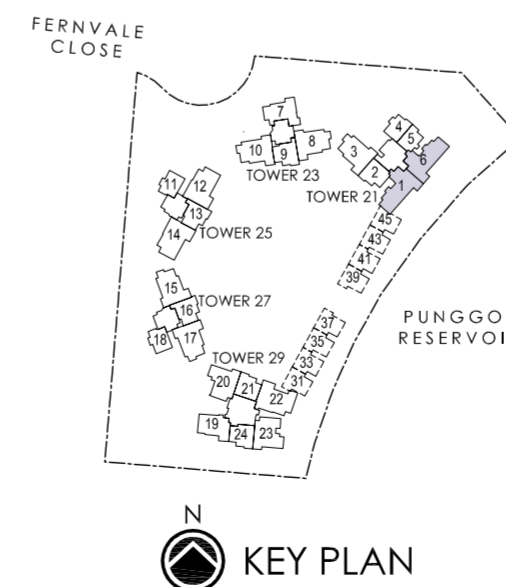 FERNVALE
CLOSE
7
10
9
8
TOWER 23
4
5
3
2
6
1
TOWER 21
11
12
13
14
TOWER 25
45
43
41
39
15
16
18
17
TOWER 27
37
35
33
31
PUNGGO
RESERVOI
TOWER 29
20
21
22
19
24
23
N
KEY PLAN